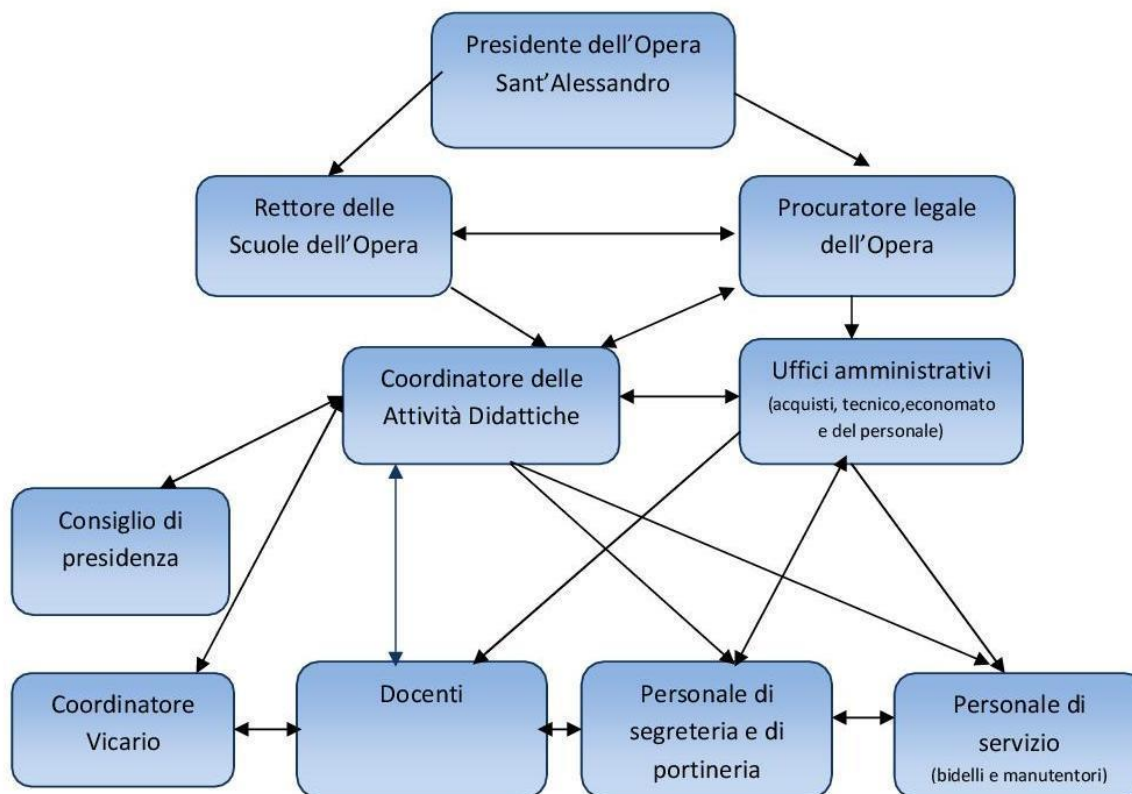 Presidente dell’Opera
Sant’Alessandro
Rettore delle
Scuole dell’Opera
Procuratore legale
dell’Opera
Coordinatore delle
Attività Didattiche
Uffici amministrativi
(acquisti, tecnico,economato
e del personale)
Consiglio di
presidenza
Coordinatore
Vicario
Docenti
Personale di
segreteria e di
portineria
Personale di
servizio
(bidelli e manutentori)